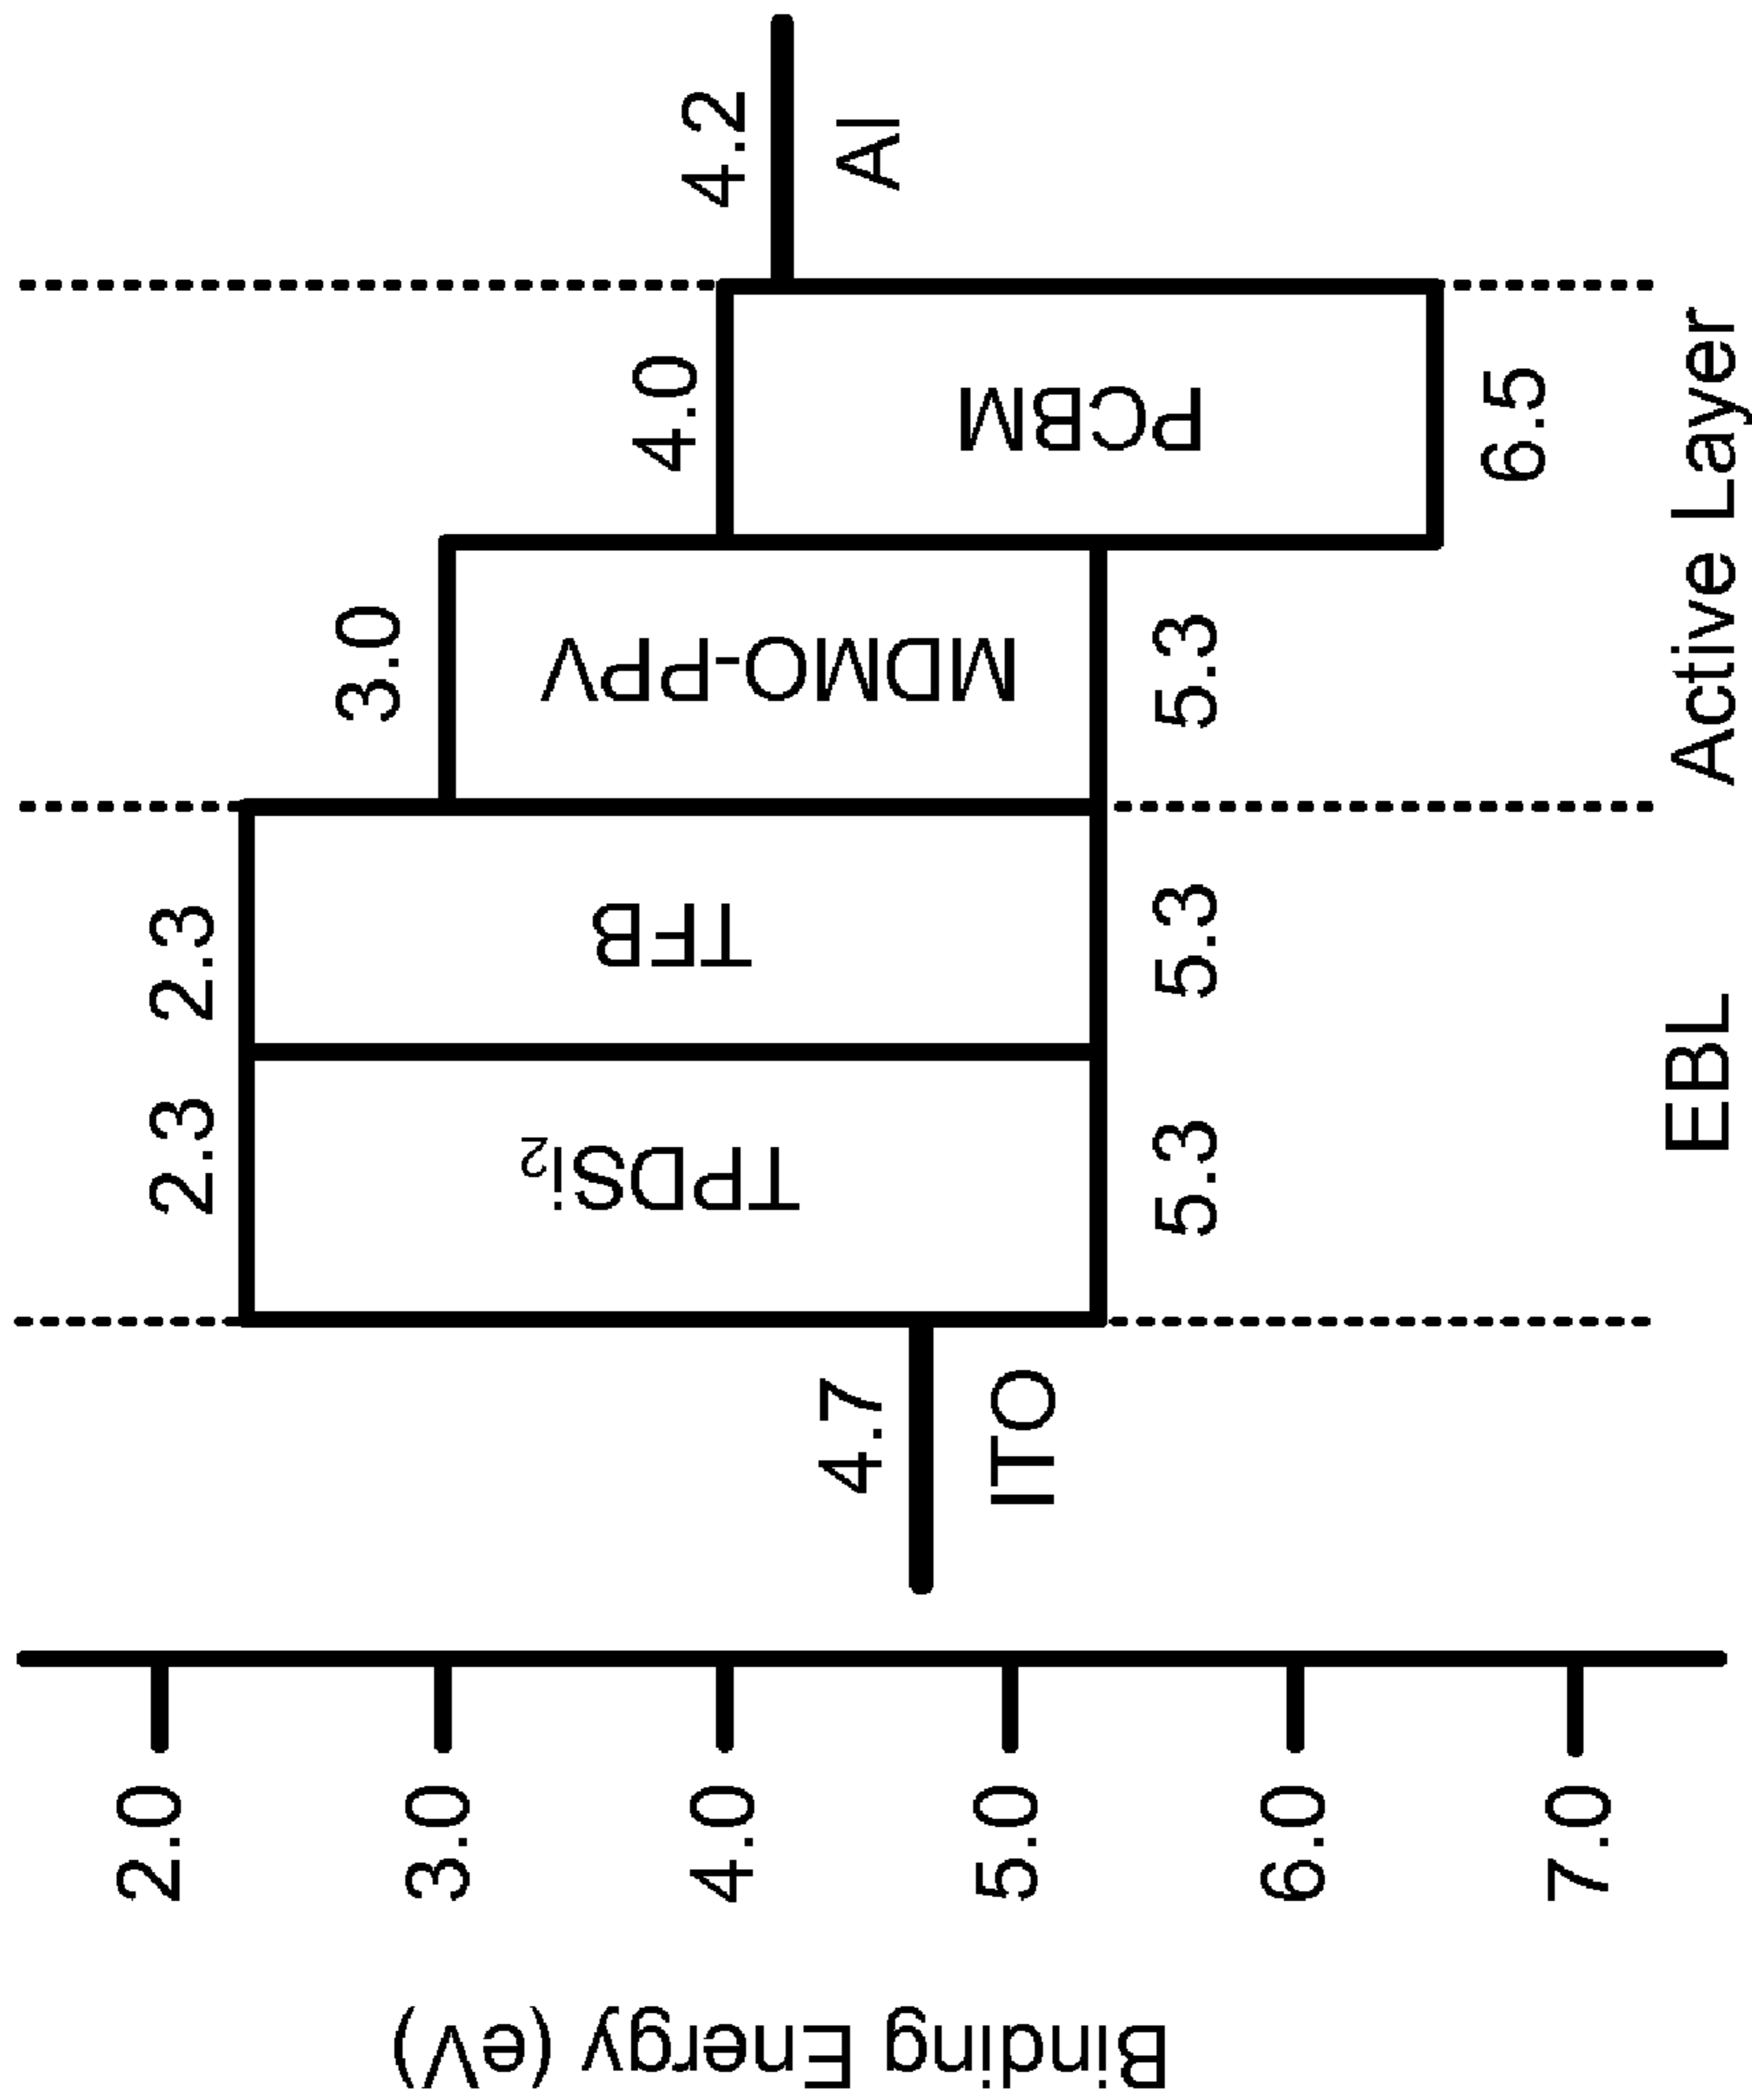 Binding Energy (eV)
2.0
3.0
4.0
5.0
6.0
7.0
4.7
ITO
2.3
TPDSi₂
5.3
2.3
TFB
5.3
EBL
3.0
MDMO-PPV
5.3
4.0
PCBM
6.5
Active Layer
4.2
Al